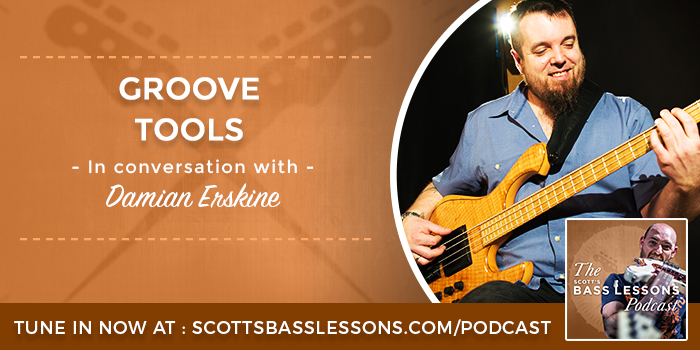 GROOVE
TOOLS
- In conversation with -
Damian Erskine
The
SCOTT'S
BASS LESSONS
Podcast
TUNE IN NOW AT : SCOTTSBASSLESSONS.COM/PODCAST